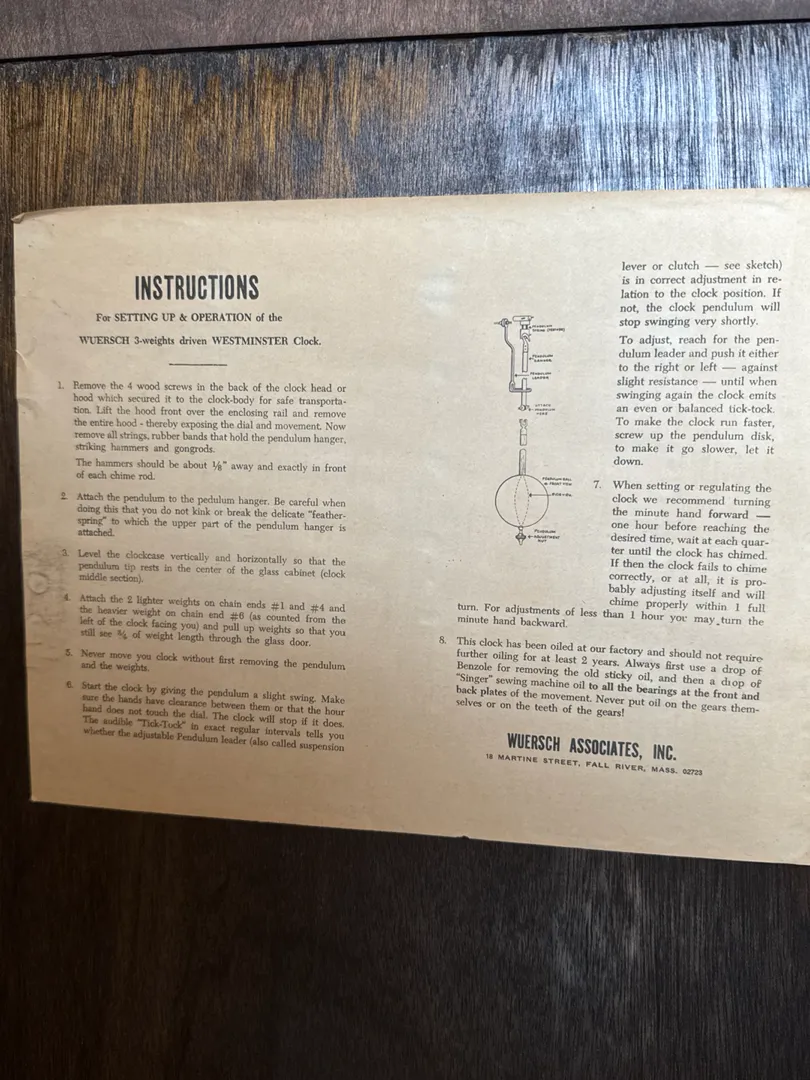 INSTRUCTIONS
For SETTING UP & OPERATION of the
WUERSCH 3-weights driven WESTMINSTER Clock.
1. Remove the 4 wood screws in the back of the clock head or
hood which secured it to the clock-body for safe transporta-
tion. Lift the hood front over the enclosing rail and remove
the entire hood - thereby exposing the dial and movement. Now
remove all strings, rubber bands that hold the pendulum hanger,
striking hammers and gongrods.
The hammers should be about 1/8" away and exactly in front
of each chime rod.
2. Attach the pendulum to the pedulum hanger. Be careful when
doing this that you do not kink or break the delicate "feather-
spring" to which the upper part of the pendulum hanger is
attached.
3. Level the clockcase vertically and horizontally so that the
pendulum tip rests in the center of the glass cabinet (clock
middle section).
4. Attach the 2 lighter weights on chain ends #1 and #4 and
the heavier weight on chain end #6 (as counted from the
left of the clock facing you) and pull up weights so that you
still see ¾ of weight length through the glass door.
5. Never move you clock without first removing the pendulum
and the weights.
6. Start the clock by giving the pendulum a slight swing. Make
sure the hands have clearance between them or that the hour
hand does not touch the dial. The clock will stop if it does.
The audible "Tick-Tuck" in exact regular intervals tells you
whether the adjustable Pendulum leader (also called suspension
PENDULUM
SPRING
PENDULUM
HANGER
PENDULUM
LEADER
ATTACH
PENDULUM
HERE
PENDULUM BALL
FRONT VIEW
SIDE VIEW
PENDULUM
ADJUSTMENT
NUT
lever or clutch — see sketch)
is in correct adjustment in re-
lation to the clock position. If
not, the clock pendulum will
stop swinging very shortly.
To adjust, reach for the pen-
dulum leader and push it either
to the right or left — against
slight resistance — until when
swinging again the clock emits
an even or balanced tick-tock.
To make the clock run faster,
screw up the pendulum disk,
to make it go slower, let it
down.
7. When setting or regulating the
clock we recommend turning
the minute hand forward —
one hour before reaching the
desired time, wait at each quar-
ter until the clock has chimed.
If then the clock fails to chime
correctly, or at all, it is pro-
bably adjusting itself and will
chime properly within 1 full
turn. For adjustments of less than 1 hour you may turn the
minute hand backward.
8. This clock has been oiled at our factory and should not require
further oiling for at least 2 years. Always first use a drop of
Benzole for removing the old sticky oil, and then a drop of
"Singer" sewing machine oil to all the bearings at the front and
back plates of the movement. Never put oil on the gears them-
selves or on the teeth of the gears!
WUERSCH ASSOCIATES, INC.
18 MARTINE STREET, FALL RIVER, MASS. 02723